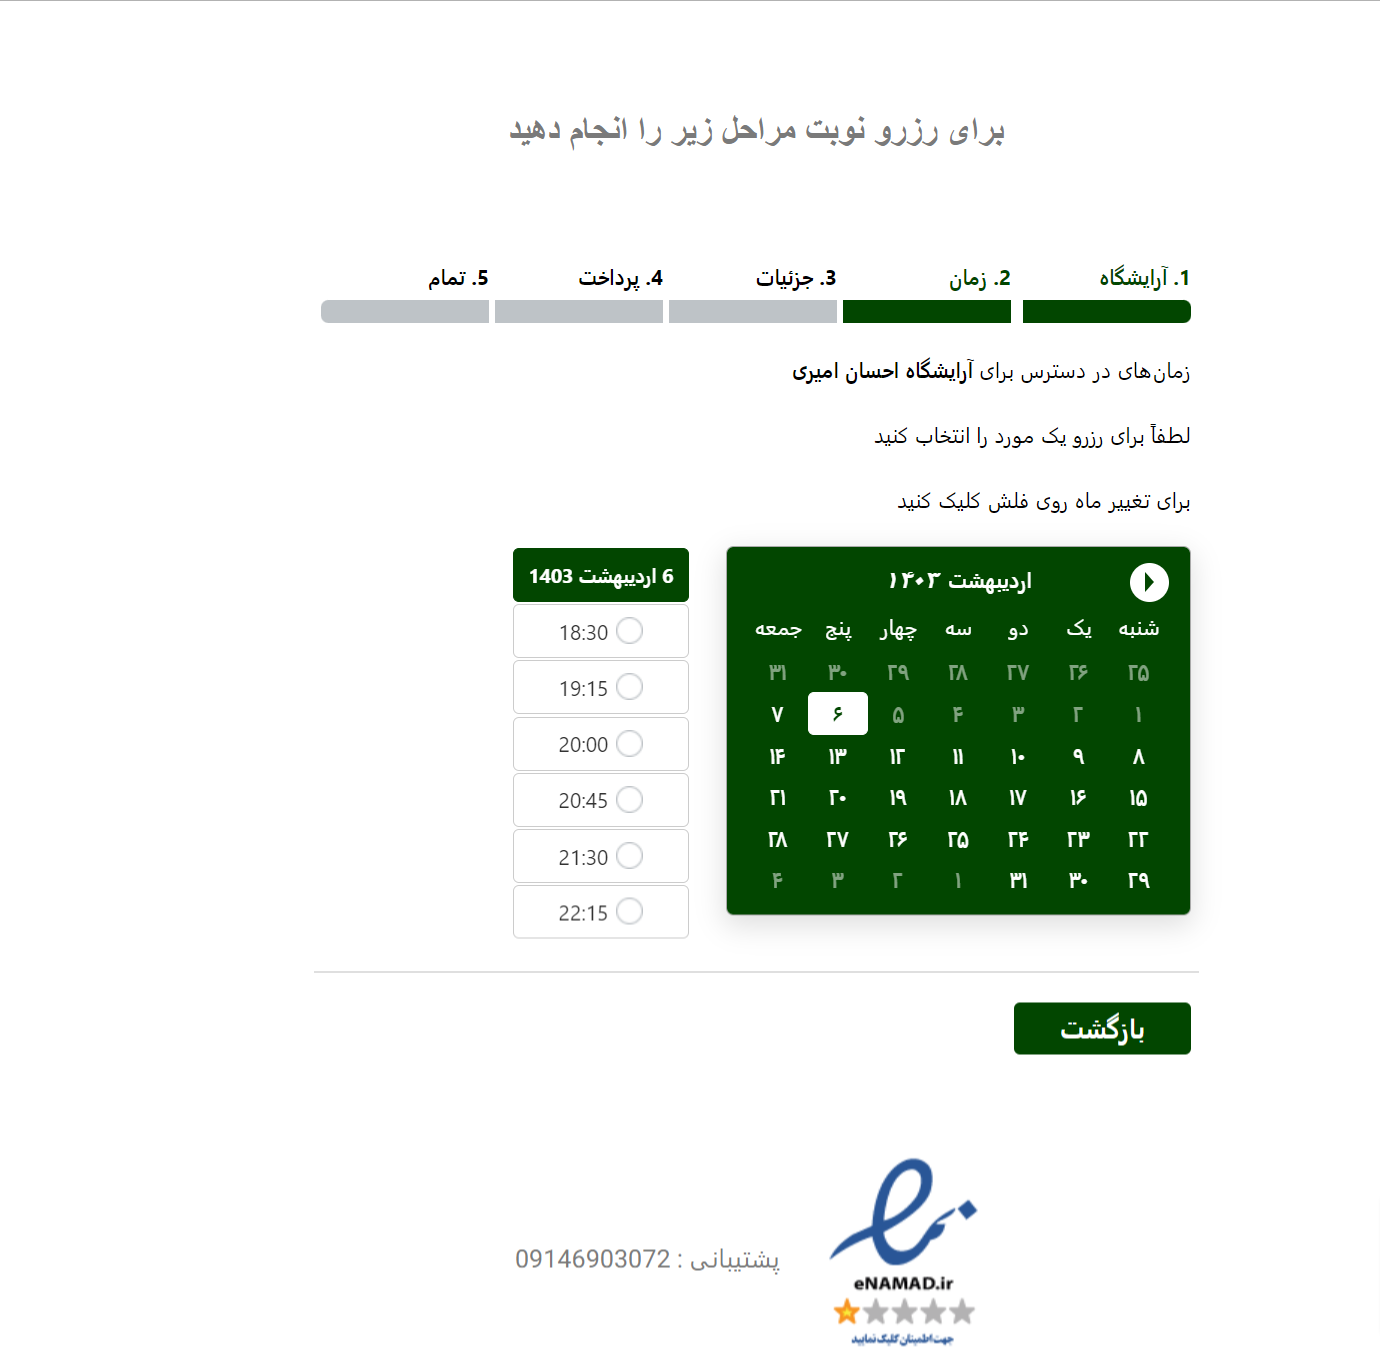 برای رزرو نوبت مراحل زیر را انجام دهید
1. آرایشگاه 2. زمان 3. جزئیات 4. پرداخت 5. تمام
زمان‌های در دسترس برای آرایشگاه احسان امیری
لطفاً برای رزرو یک مورد را انتخاب کنید
برای تغییر ماه روی فلش کلیک کنید
اردیبهشت ۱۴۰۳
شنبه یک دو سه چهار پنج جمعه
۲۵ ۲۶ ۲۷ ۲۸ ۲۹ ۳۰ ۳۱
۱ ۲ ۳ ۴ ۵ ۶ ۷
۸ ۹ ۱۰ ۱۱ ۱۲ ۱۳ ۱۴
۱۵ ۱۶ ۱۷ ۱۸ ۱۹ ۲۰ ۲۱
۲۲ ۲۳ ۲۴ ۲۵ ۲۶ ۲۷ ۲۸
۲۹ ۳۰ ۳۱ ۱ ۲ ۳ ۴
6 اردیبهشت 1403
18:30
19:15
20:00
20:45
21:30
22:15
بازگشت
eNAMAD.ir
جهت اطمینان کلیک نمایید
پشتیبانی : 09146903072